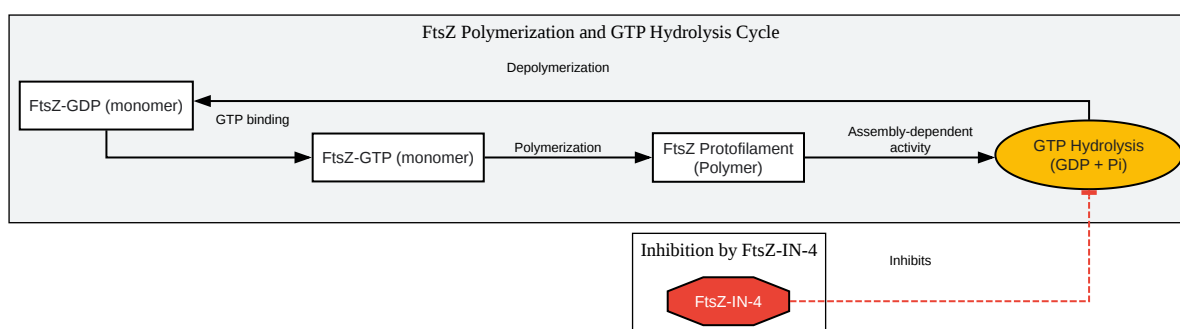 FtsZ Polymerization and GTP Hydrolysis Cycle
Depolymerization
FtsZ-GDP (monomer)
GTP binding
FtsZ-GTP (monomer)
Polymerization
FtsZ Protofilament
(Polymer)
Assembly-dependent
activity
GTP Hydrolysis
(GDP + Pi)
Inhibition by FtsZ-IN-4
Inhibits
FtsZ-IN-4